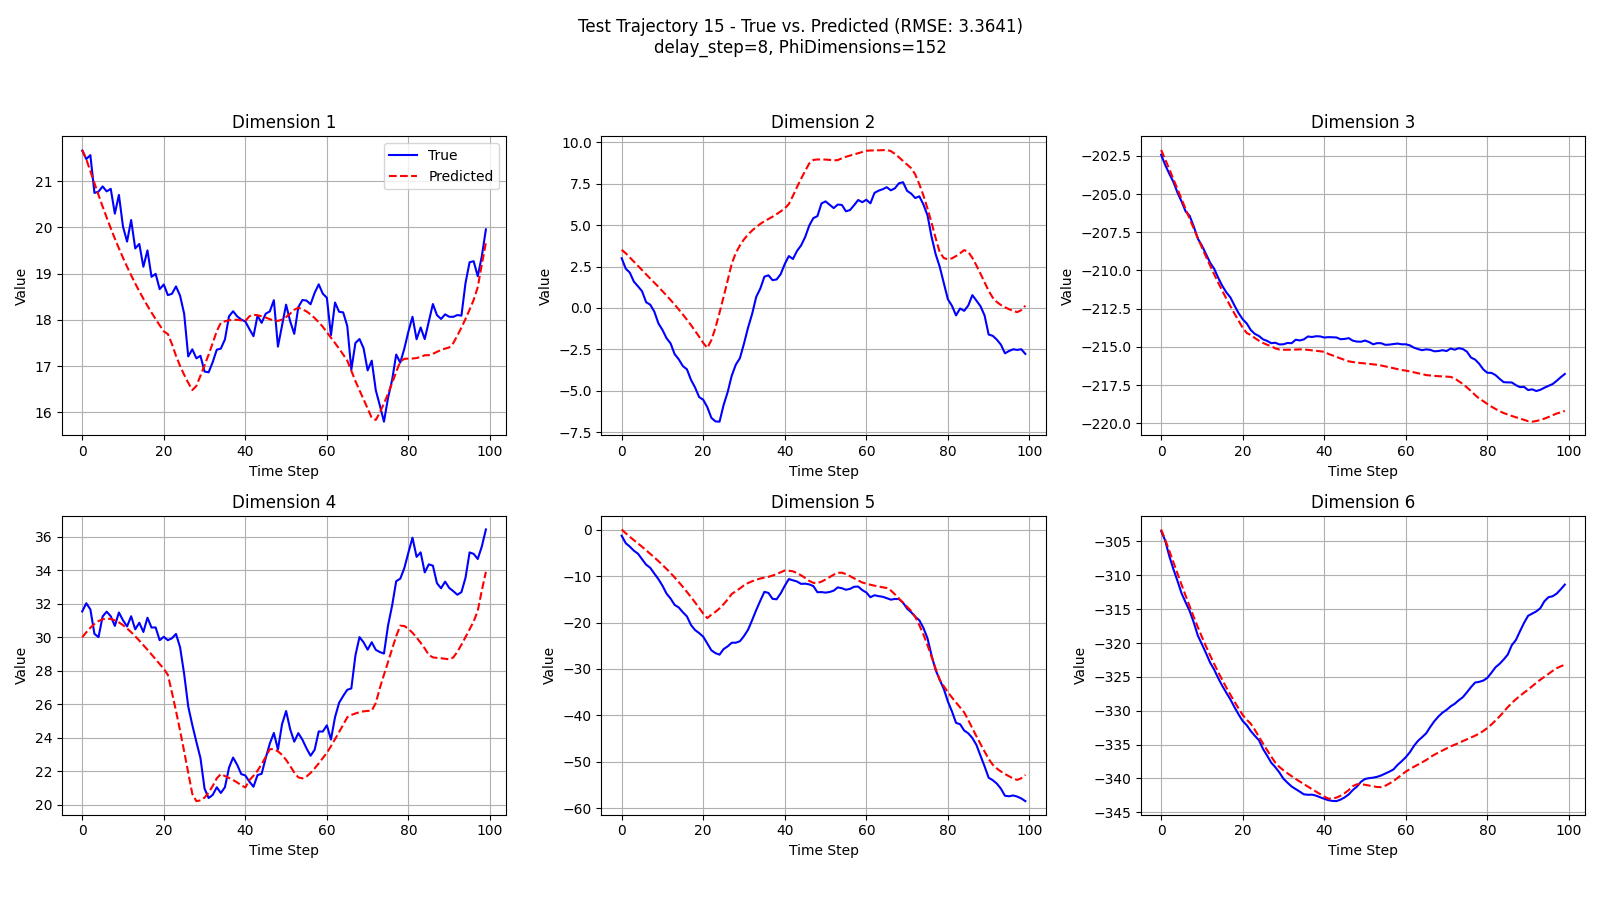 Test Trajectory 15 - True vs. Predicted (RMSE: 3.3641)
delay_step=8, PhiDimensions=152
Dimension 1
True
Predicted
Value
21
20
19
18
17
16
0 20 40 60 80 100
Time Step
Dimension 2
Value
10.0
7.5
5.0
2.5
0.0
−2.5
−5.0
−7.5
0 20 40 60 80 100
Time Step
Dimension 3
Value
−202.5
−205.0
−207.5
−210.0
−212.5
−215.0
−217.5
−220.0
0 20 40 60 80 100
Time Step
Dimension 4
Value
36
34
32
30
28
26
24
22
20
0 20 40 60 80 100
Time Step
Dimension 5
Value
0
−10
−20
−30
−40
−50
−60
0 20 40 60 80 100
Time Step
Dimension 6
Value
−305
−310
−315
−320
−325
−330
−335
−340
−345
0 20 40 60 80 100
Time Step